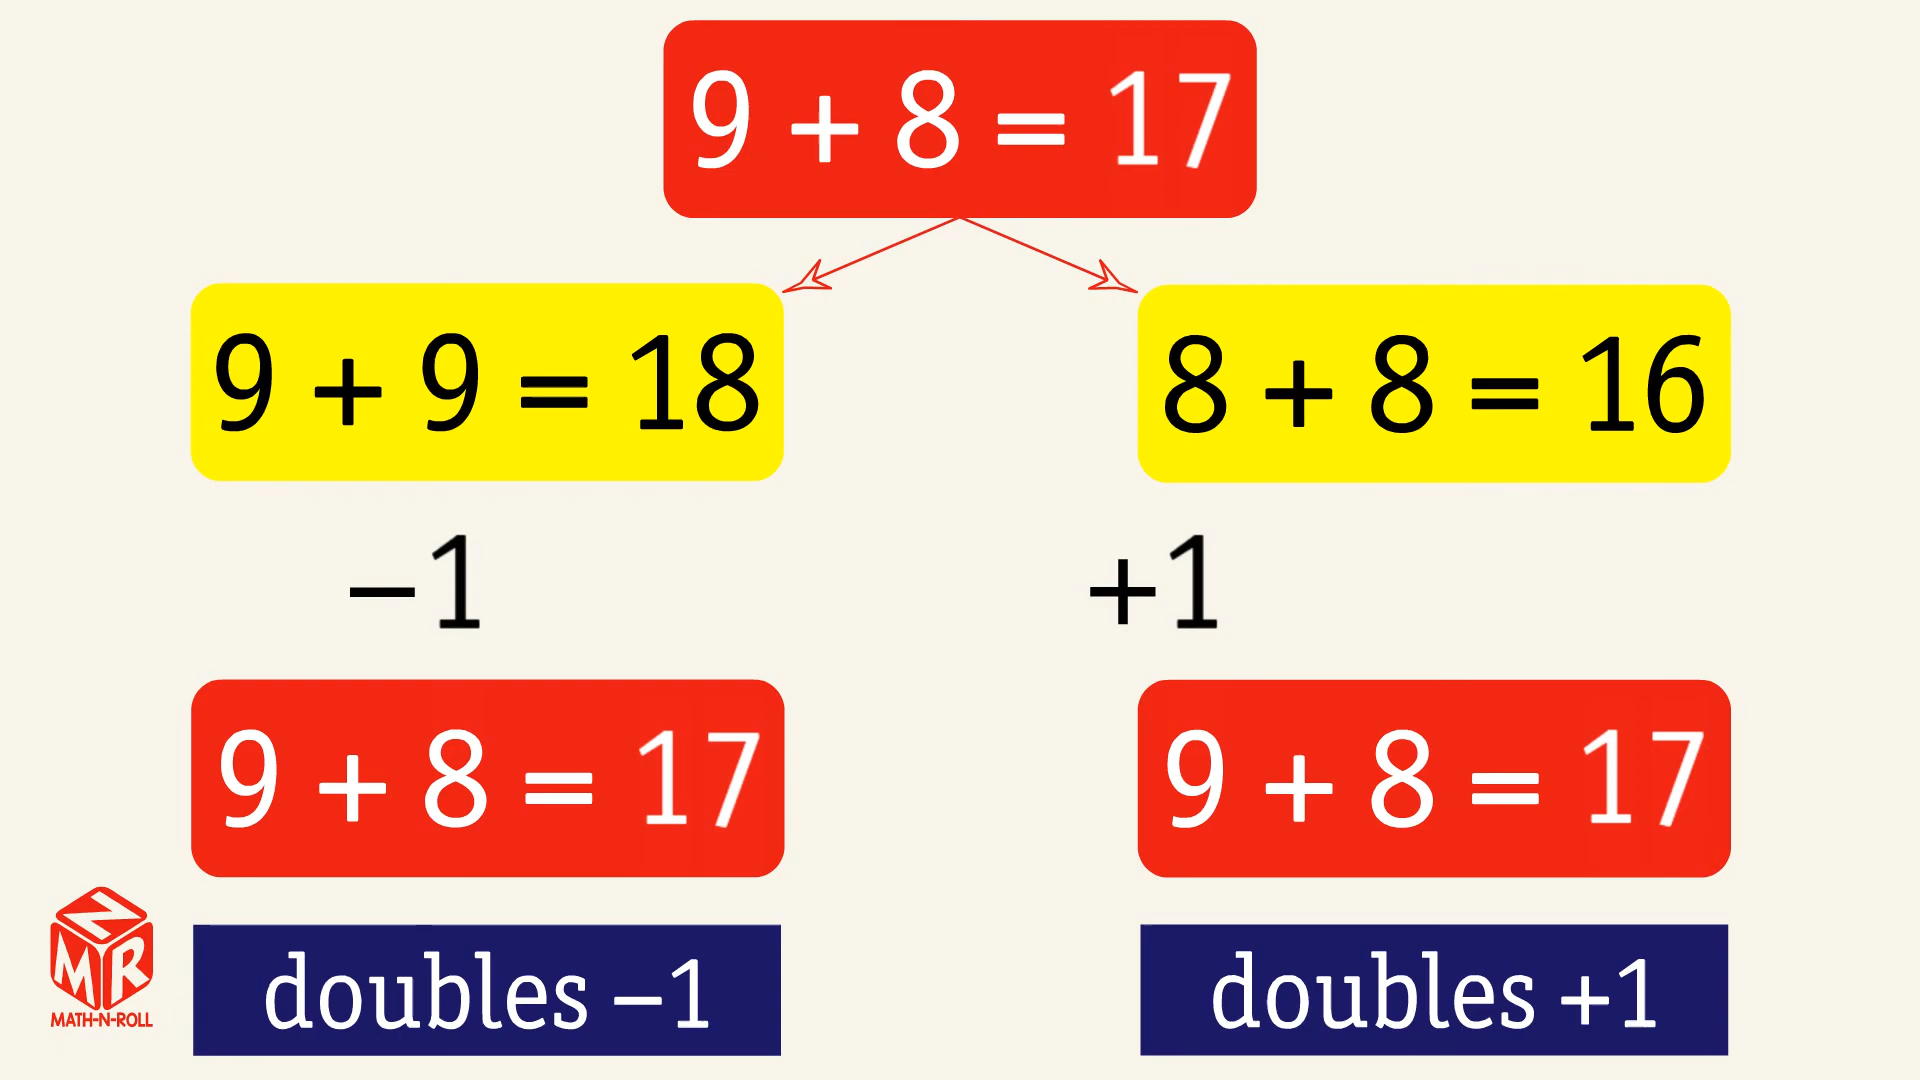 9 + 8 = 17
9 + 9 = 18
8 + 8 = 16
–1
+1
9 + 8 = 17
9 + 8 = 17
doubles –1
doubles +1
MNR
MATH-N-ROLL